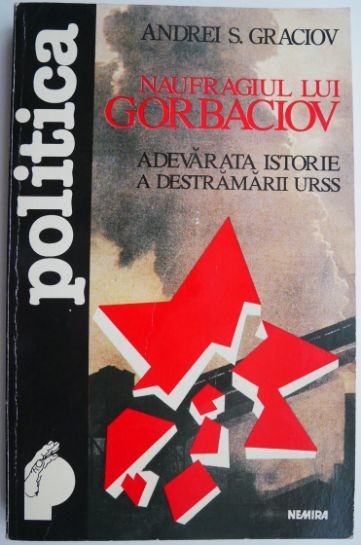 politica
ANDREI S. GRACIOV
NAUFRAGIUL LUI
GORBACIOV
ADEVĂRATA ISTORIE
A DESTRĂMĂRII URSS
NEMIRA